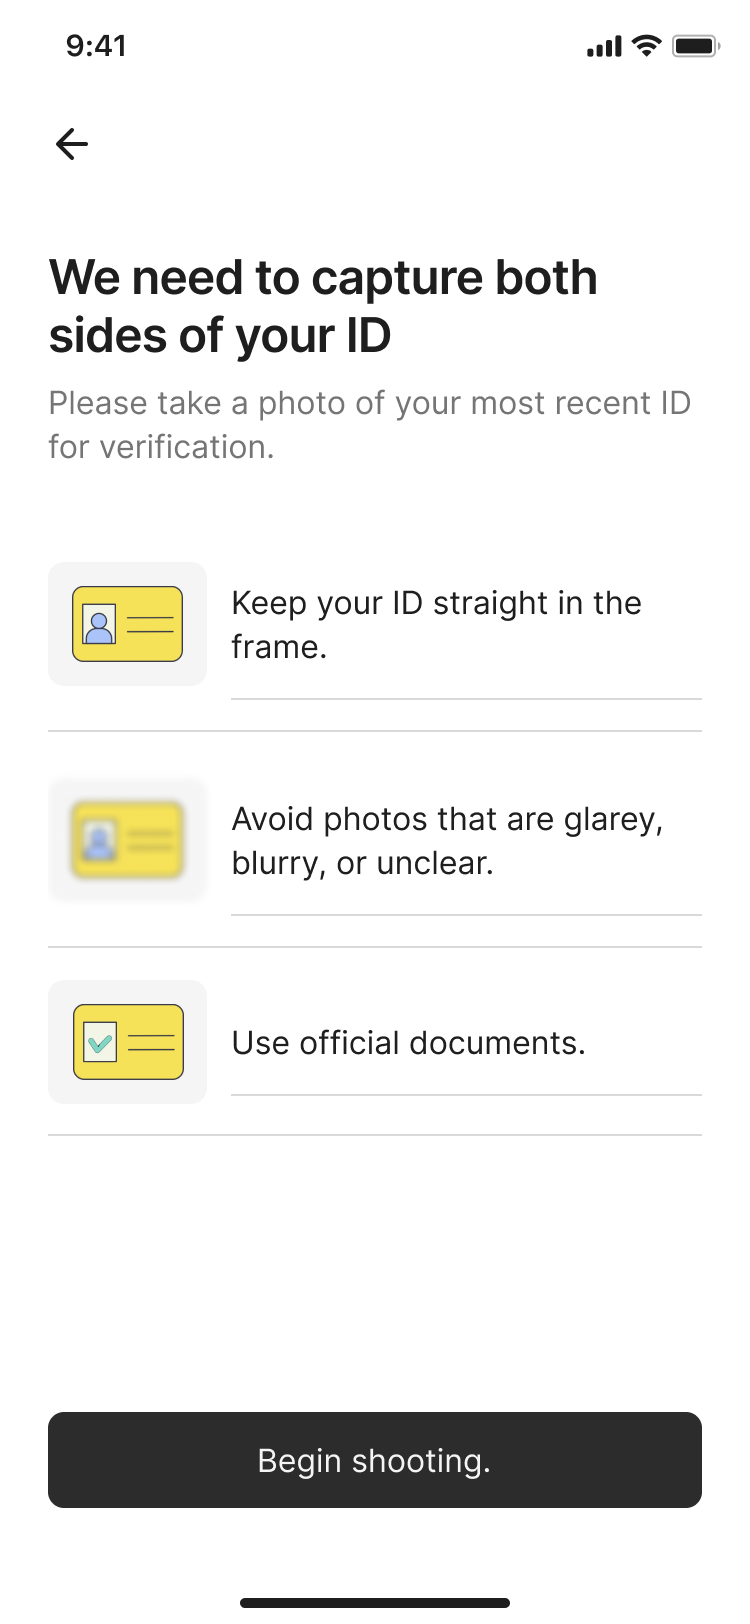 9:41
We need to capture both
sides of your ID
Please take a photo of your most recent ID
for verification.
Keep your ID straight in the
frame.
Avoid photos that are glarey,
blurry, or unclear.
Use official documents.
Begin shooting.